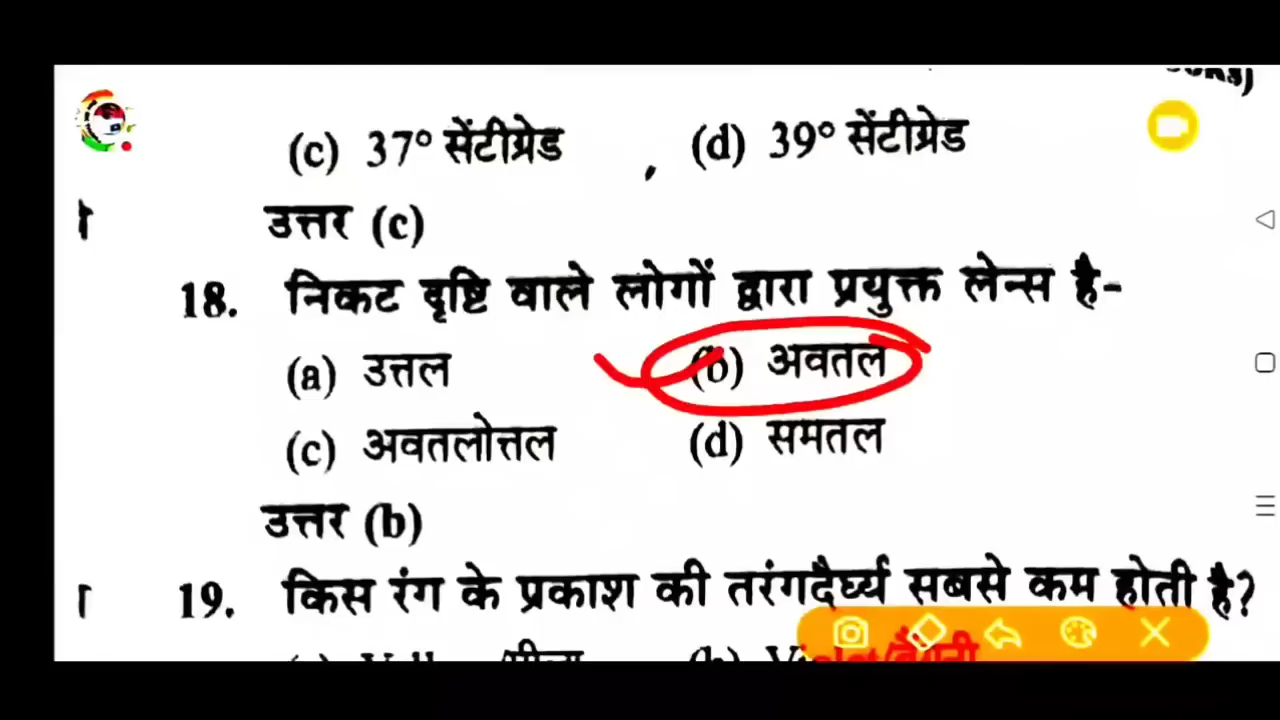 (c) 37° सेंटीग्रेड (d) 39° सेंटीग्रेड
उत्तर (c)
18. निकट दृष्टि वाले लोगों द्वारा प्रयुक्त लेन्स है-
(a) उत्तल (b) अवतल
(c) अवतलोत्तल (d) समतल
उत्तर (b)
19. किस रंग के प्रकाश की तरंगदैर्घ्य सबसे कम होती है?